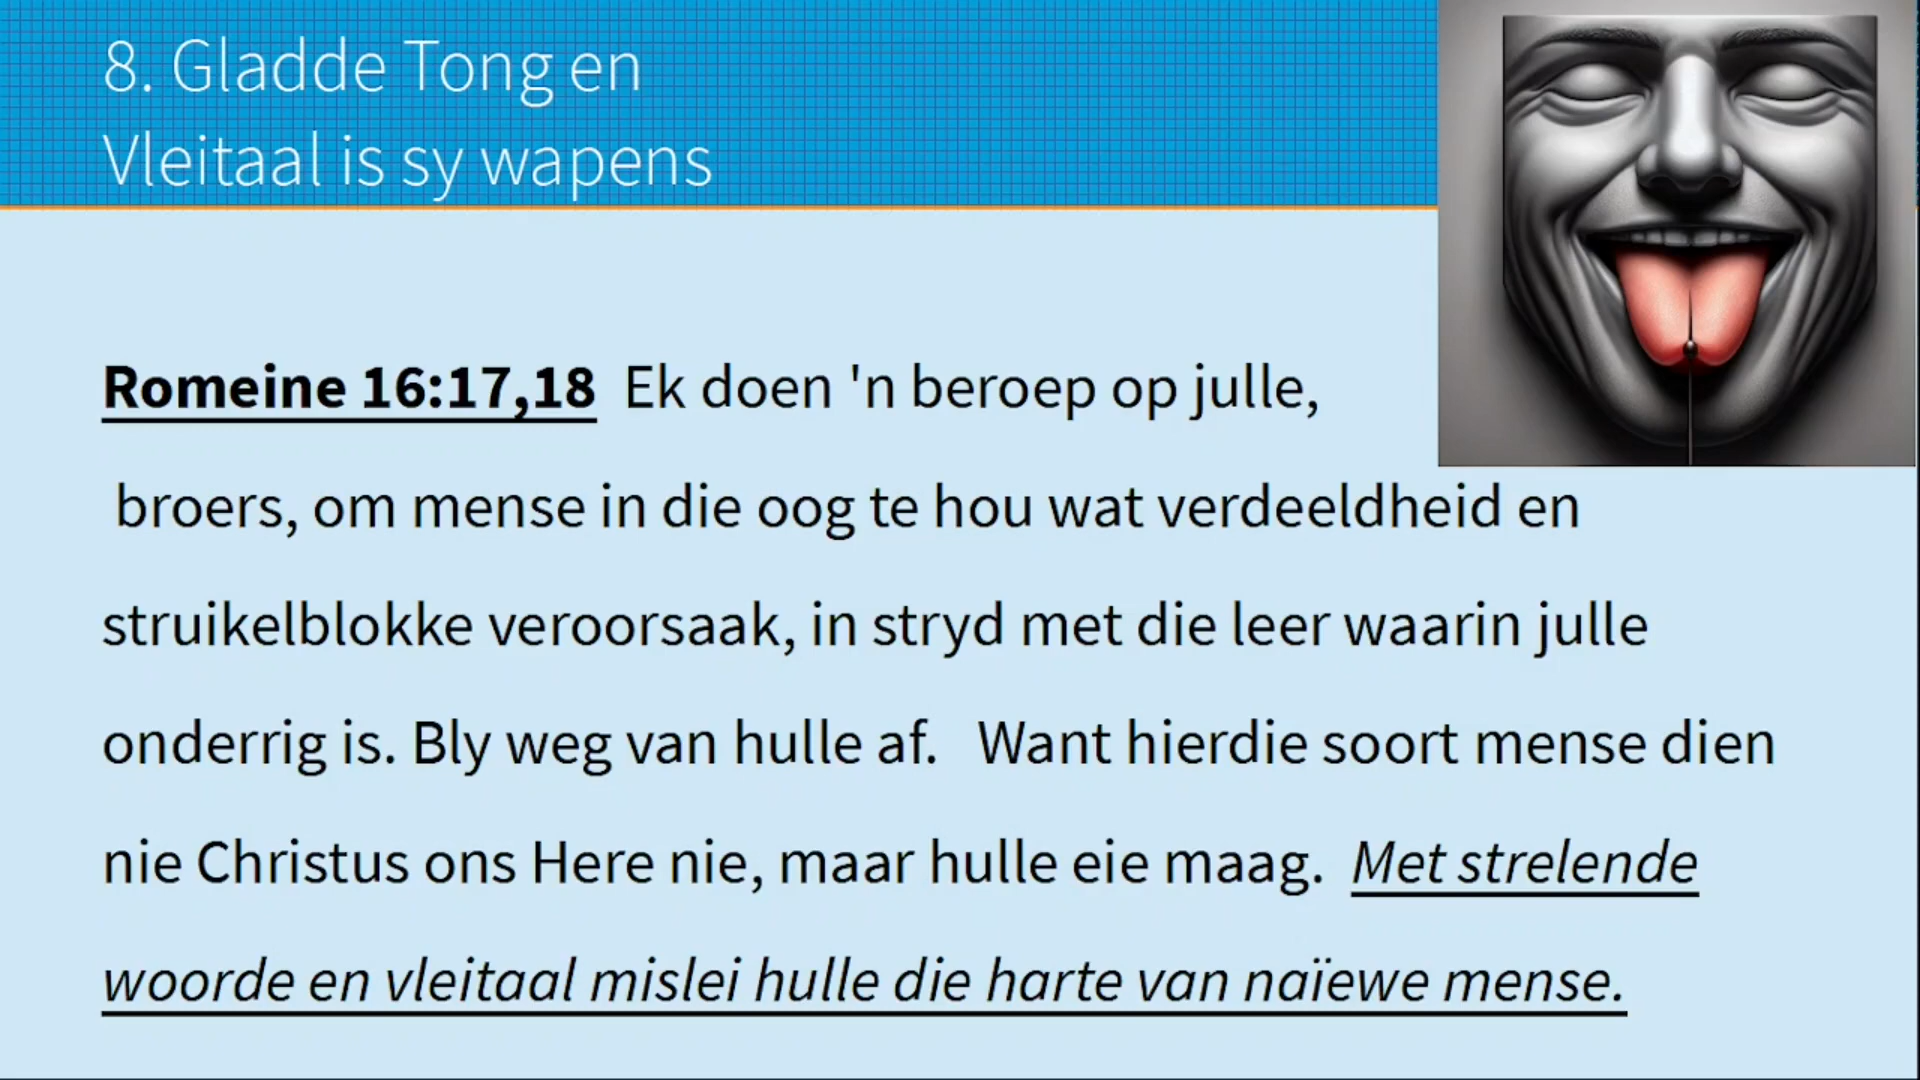 8. Gladde Tong en
Vleitaal is sy wapens
Romeine 16:17,18 Ek doen 'n beroep op julle,
broers, om mense in die oog te hou wat verdeeldheid en
struikelblokke veroorsaak, in stryd met die leer waarin julle
onderrig is. Bly weg van hulle af. Want hierdie soort mense dien
nie Christus ons Here nie, maar hulle eie maag. Met strelende
woorde en vleitaal mislei hulle die harte van naïewe mense.